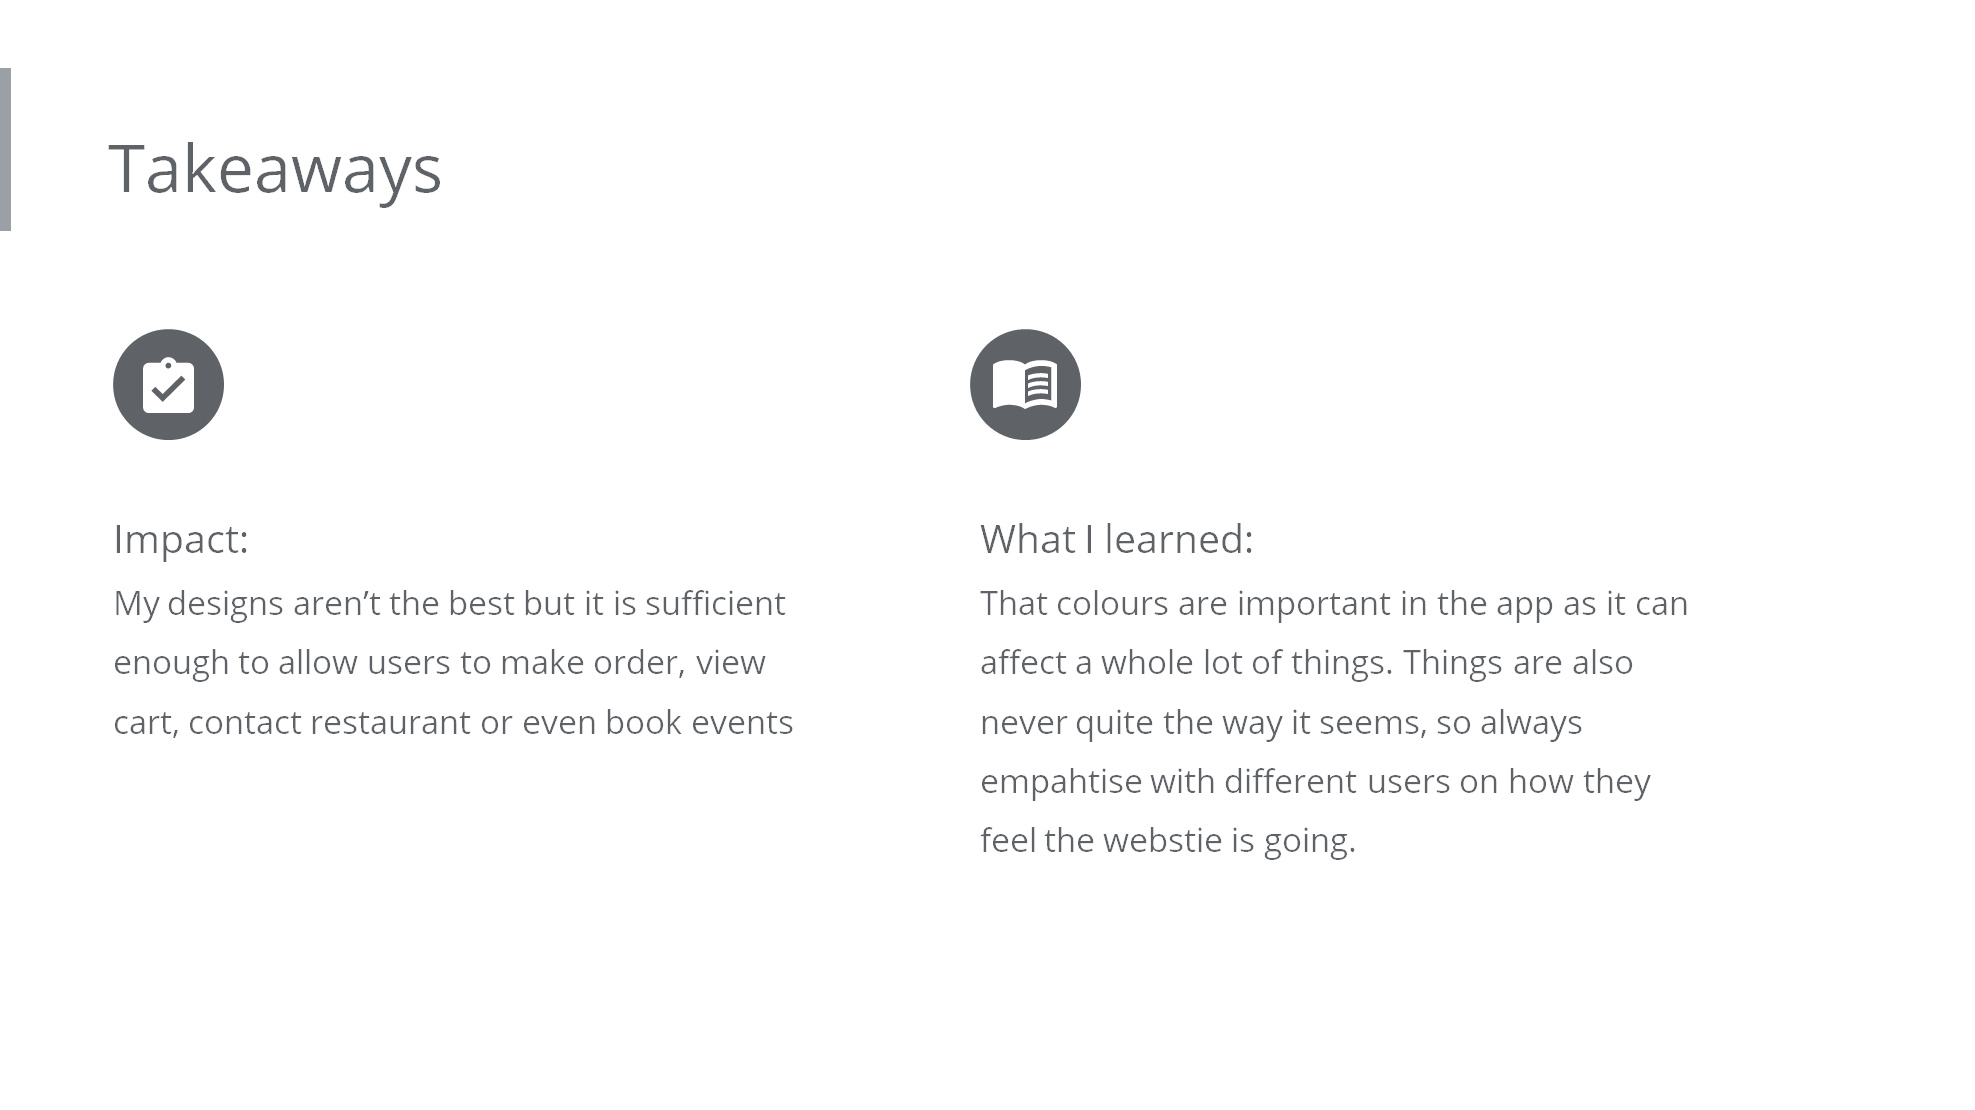 Takeaways
Impact:
My designs aren’t the best but it is sufficient
enough to allow users to make order, view
cart, contact restaurant or even book events
What I learned:
That colours are important in the app as it can
affect a whole lot of things. Things are also
never quite the way it seems, so always
empahtise with different users on how they
feel the webstie is going.